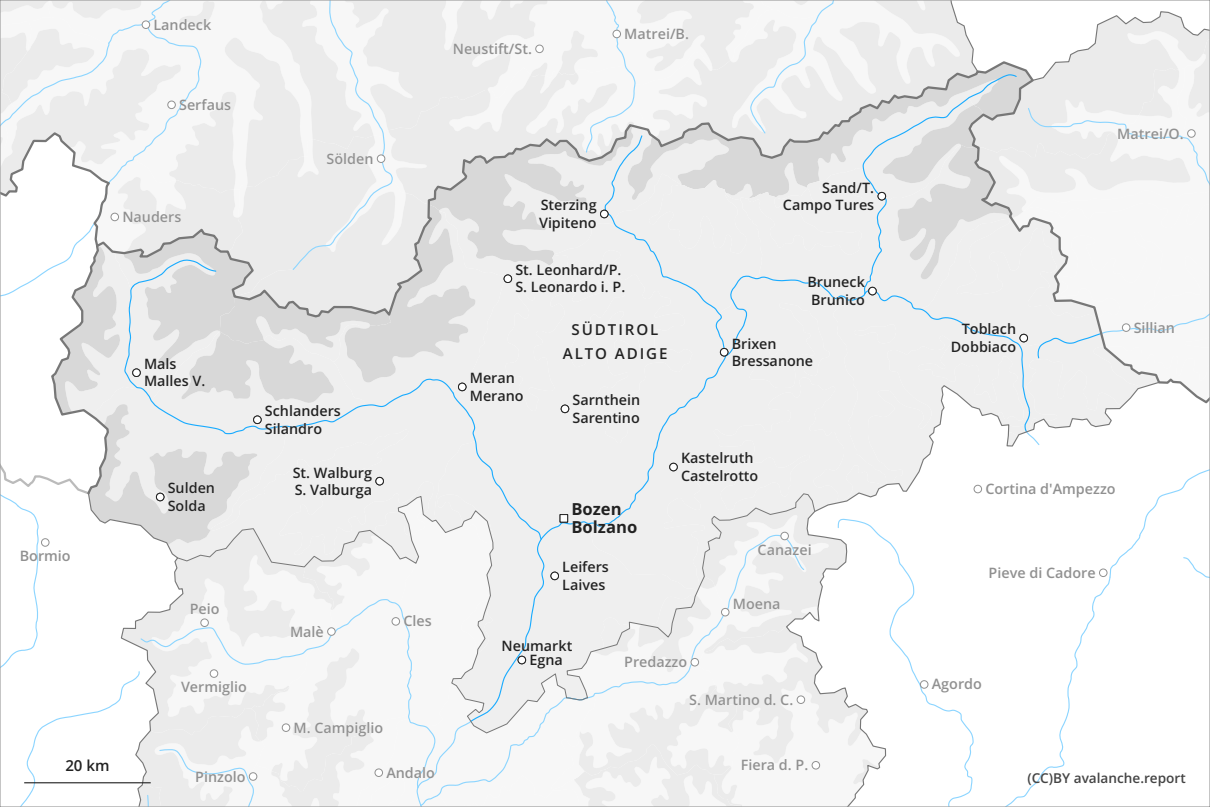 Landeck
Neustift/St.
Matrei/B.
Serfaus
Matrei/O.
Sölden
Sand/T.
Campo Tures
Nauders
Sterzing
Vipiteno
St. Leonhard/P.
S. Leonardo i. P.
Bruneck
Brunico
SÜDTIROL
ALTO ADIGE
Toblach
Dobbiaco
Sillian
Brixen
Bressanone
Mals
Malles V.
Meran
Merano
Sarnthein
Sarentino
Schlanders
Silandro
Kastelruth
Castelrotto
St. Walburg
S. Valburga
Sulden
Solda
Cortina d'Ampezzo
Bozen
Bolzano
Bormio
Canazei
Leifers
Laives
Pieve di Cadore
Peio
Moena
Malè
Cles
Neumarkt
Egna
Predazzo
Vermiglio
Agordo
S. Martino d. C.
M. Campiglio
20 km
Pinzolo
Andalo
Fiera d. P.
(CC)BY avalanche.report